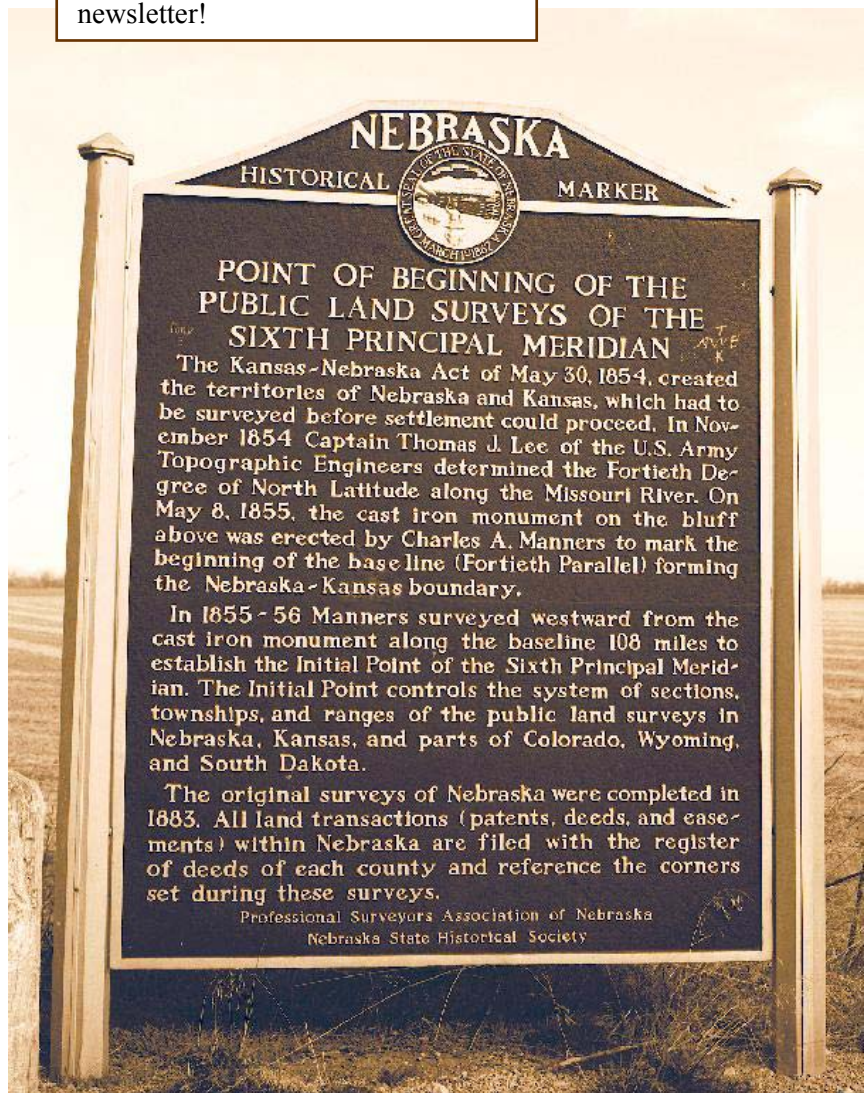 newsletter!
NEBRASKA
HISTORICAL MARKER
GREAT SEAL OF THE STATE OF NEBRASKA
MARCH 1ST 1867
POINT OF BEGINNING OF THE
PUBLIC LAND SURVEYS OF THE
SIXTH PRINCIPAL MERIDIAN
The Kansas-Nebraska Act of May 30, 1854, created
the territories of Nebraska and Kansas, which had to
be surveyed before settlement could proceed. In Nov-
ember 1854 Captain Thomas J. Lee of the U.S. Army
Topographic Engineers determined the Fortieth De-
gree of North Latitude along the Missouri River. On
May 8, 1855, the cast iron monument on the bluff
above was erected by Charles A. Manners to mark the
beginning of the baseline (Fortieth Parallel) forming
the Nebraska-Kansas boundary.
In 1855-56 Manners surveyed westward from the
cast iron monument along the baseline 108 miles to
establish the Initial Point of the Sixth Principal Merid-
ian. The Initial Point controls the system of sections,
townships, and ranges of the public land surveys in
Nebraska, Kansas, and parts of Colorado, Wyoming,
and South Dakota.
The original surveys of Nebraska were completed in
1883. All land transactions (patents, deeds, and ease-
ments) within Nebraska are filed with the register
of deeds of each county and reference the corners
set during these surveys.
Professional Surveyors Association of Nebraska
Nebraska State Historical Society